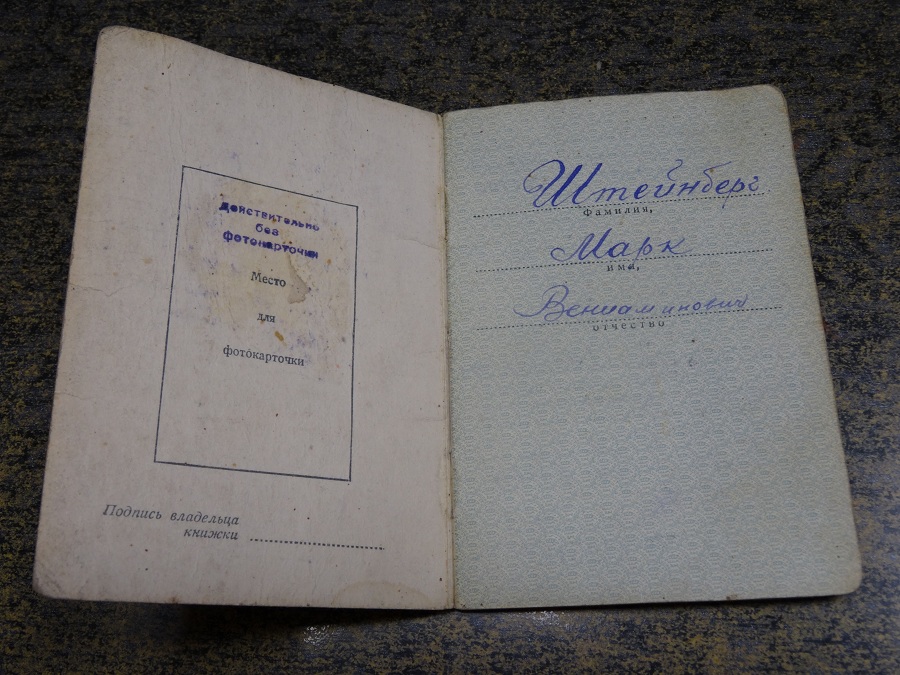 Действительно
без
фотокарточки
Место
для
фотокарточки
Подпись владельца
книжки
Штейнберг
Фамилия,
Марк
имя,
Вениаминович
отчество